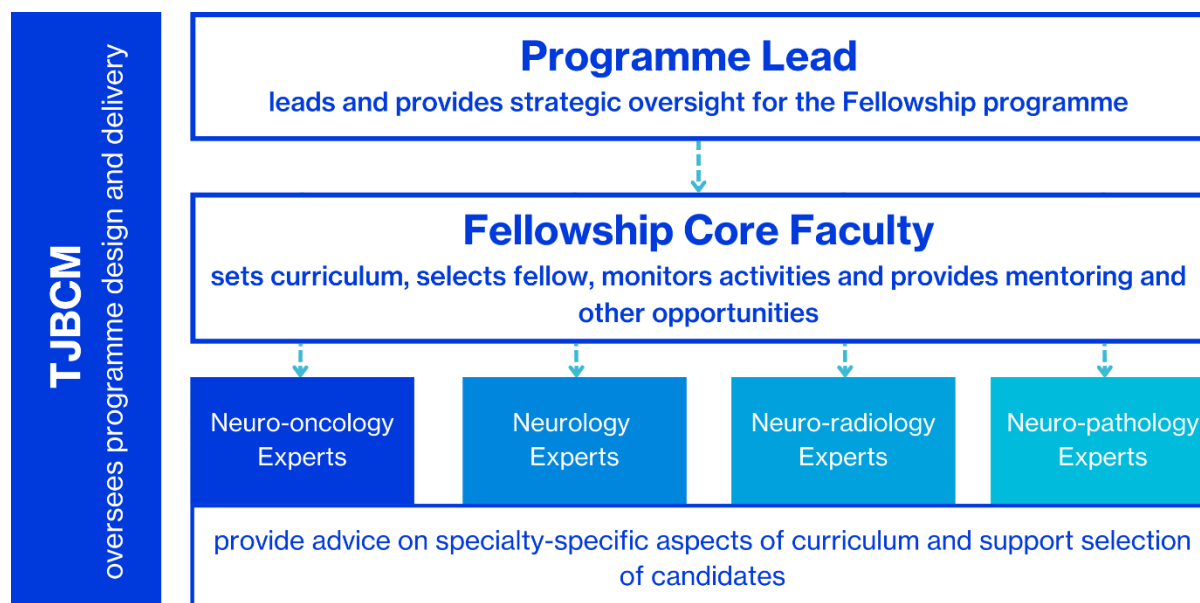 TJBCM
oversees programme design and delivery
Programme Lead
leads and provides strategic oversight for the Fellowship programme
Fellowship Core Faculty
sets curriculum, selects fellow, monitors activities and provides mentoring and
other opportunities
Neuro-oncology
Experts
Neurology
Experts
Neuro-radiology
Experts
Neuro-pathology
Experts
provide advice on specialty-specific aspects of curriculum and support selection
of candidates